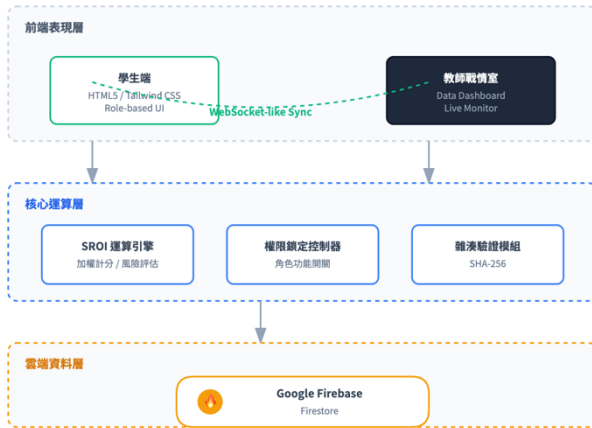 前端表現層
學生端
HTML5 / Tailwind CSS
Role-based UI
教師戰情室
Data Dashboard
Live Monitor
WebSocket-like Sync
核心運算層
SROI 運算引擎
加權計分 / 風險評估
權限鎖定控制器
角色功能開關
雜湊驗證模組
SHA-256
雲端資料層
Google Firebase
Firestore